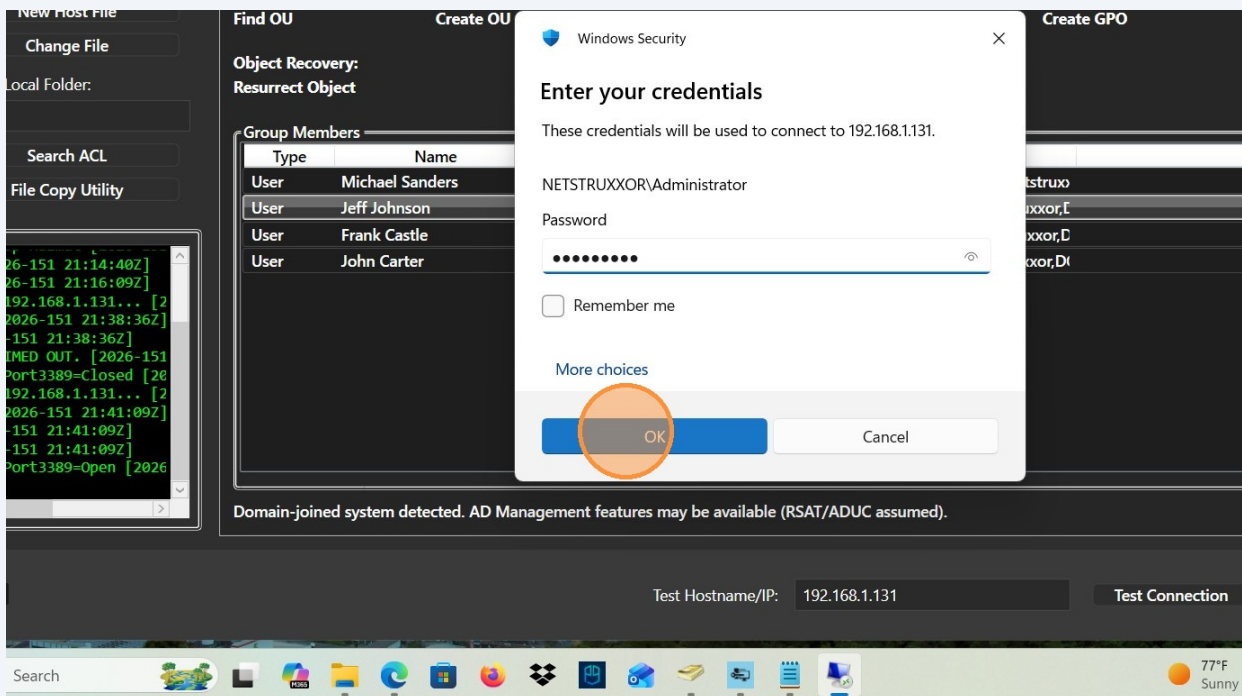 New Host File
Change File
Local Folder:
Search ACL
File Copy Utility
26-151 21:14:40Z]
26-151 21:16:09Z]
192.168.1.131... [2
2026-151 21:38:36Z]
-151 21:38:36Z]
IMED OUT. [2026-151
Port3389=Closed [20
192.168.1.131... [2
2026-151 21:41:09Z]
-151 21:41:09Z]
-151 21:41:09Z]
Port3389=Open [2026
Find OU Create OU Create GPO
Object Recovery:
Resurrect Object
Group Members
Type Name
User Michael Sanders tstruxx
User Jeff Johnson uxxor,D
User Frank Castle xxor,D
User John Carter xxor,D
Windows Security
Enter your credentials
These credentials will be used to connect to 192.168.1.131.
NETSTRUXXOR\Administrator
Password
Remember me
More choices
OK Cancel
Domain-joined system detected. AD Management features may be available (RSAT/ADUC assumed).
Test Hostname/IP: 192.168.1.131 Test Connection
Search
M365
77°F
Sunny